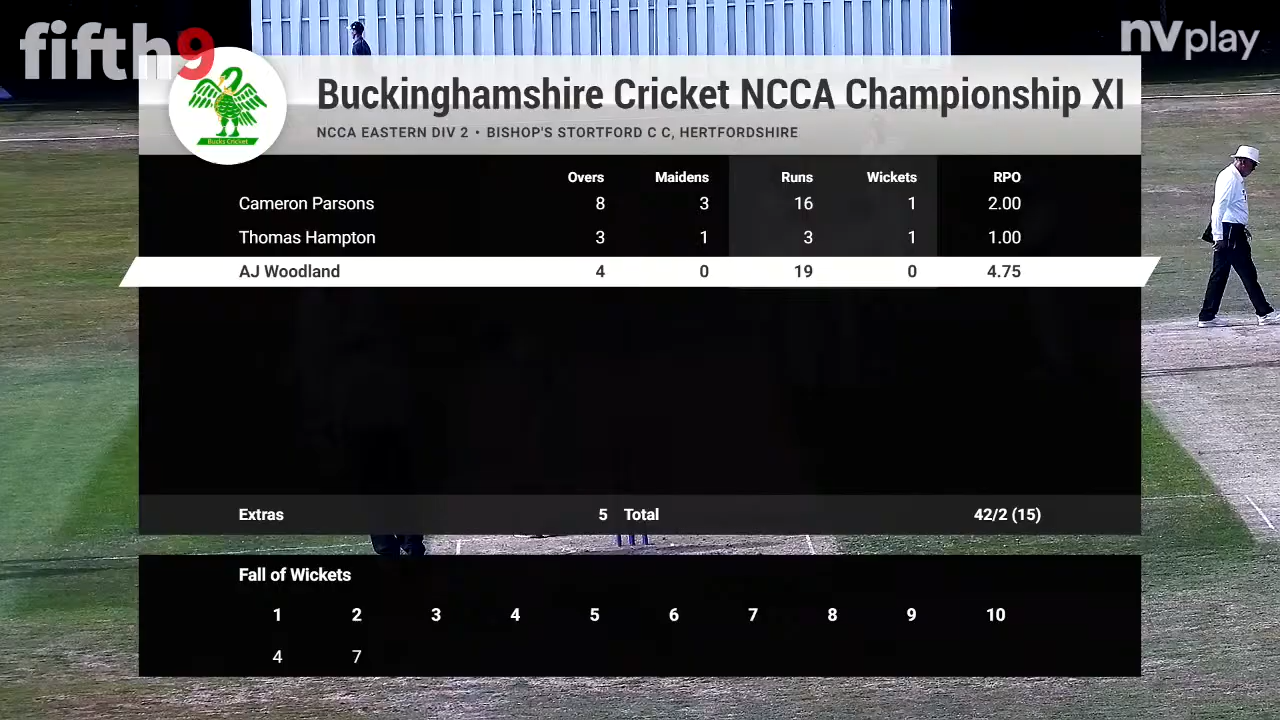 fifth9
nvplay
Buckinghamshire Cricket NCCA Championship XI
NCCA EASTERN DIV 2 • BISHOP'S STORTFORD C C, HERTFORDSHIRE
Bucks Cricket
Overs Maidens Runs Wickets RPO
Cameron Parsons 8 3 16 1 2.00
Thomas Hampton 3 1 3 1 1.00
AJ Woodland 4 0 19 0 4.75
Extras 5 Total 42/2 (15)
Fall of Wickets
1 2 3 4 5 6 7 8 9 10
4 7